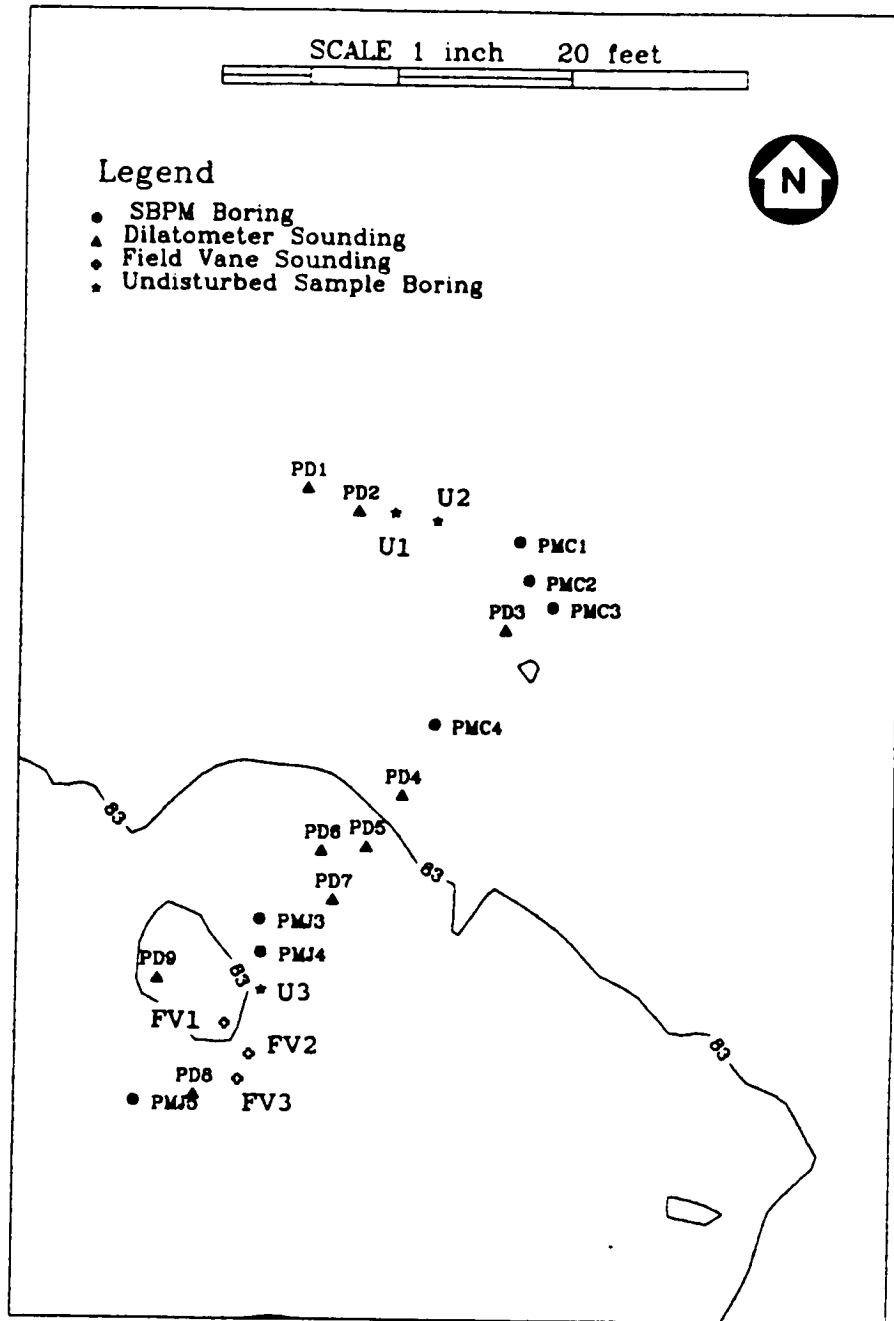 SCALE 1 inch 20 feet
N
Legend
SBPM Boring
Dilatometer Sounding
Field Vane Sounding
Undisturbed Sample Boring
PD1
PD2
U2
U1
PMC1
PMC2
PD3
PMC3
PMC4
PD4
83
PD6
PD5
83
PD7
PMJ3
PMJ4
PD9
83
U3
FV1
FV2
83
PD8
PMJ5
FV3